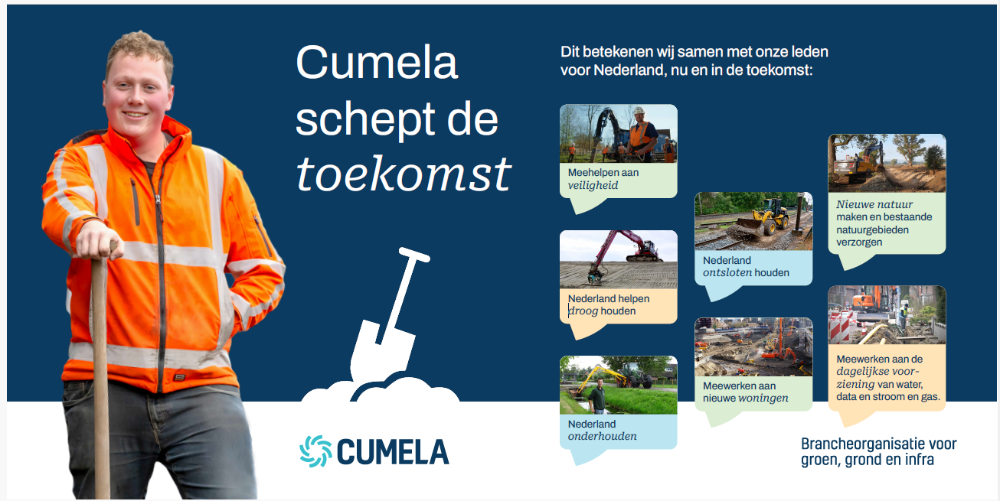 Cumela
schept de
toekomst
CUMELA
Dit betekenen wij samen met onze leden
voor Nederland, nu en in de toekomst:
Meehelpen aan
veiligheid
Nederland helpen
droog houden
Nederland
onderhouden
Nederland
ontsloten houden
Meewerken aan
nieuwe woningen
Nieuwe natuur
maken en bestaande
natuurgebieden
verzorgen
Meewerken aan de
dagelijkse voor-
ziening van water,
data en stroom en gas.
Brancheorganisatie voor
groen, grond en infra